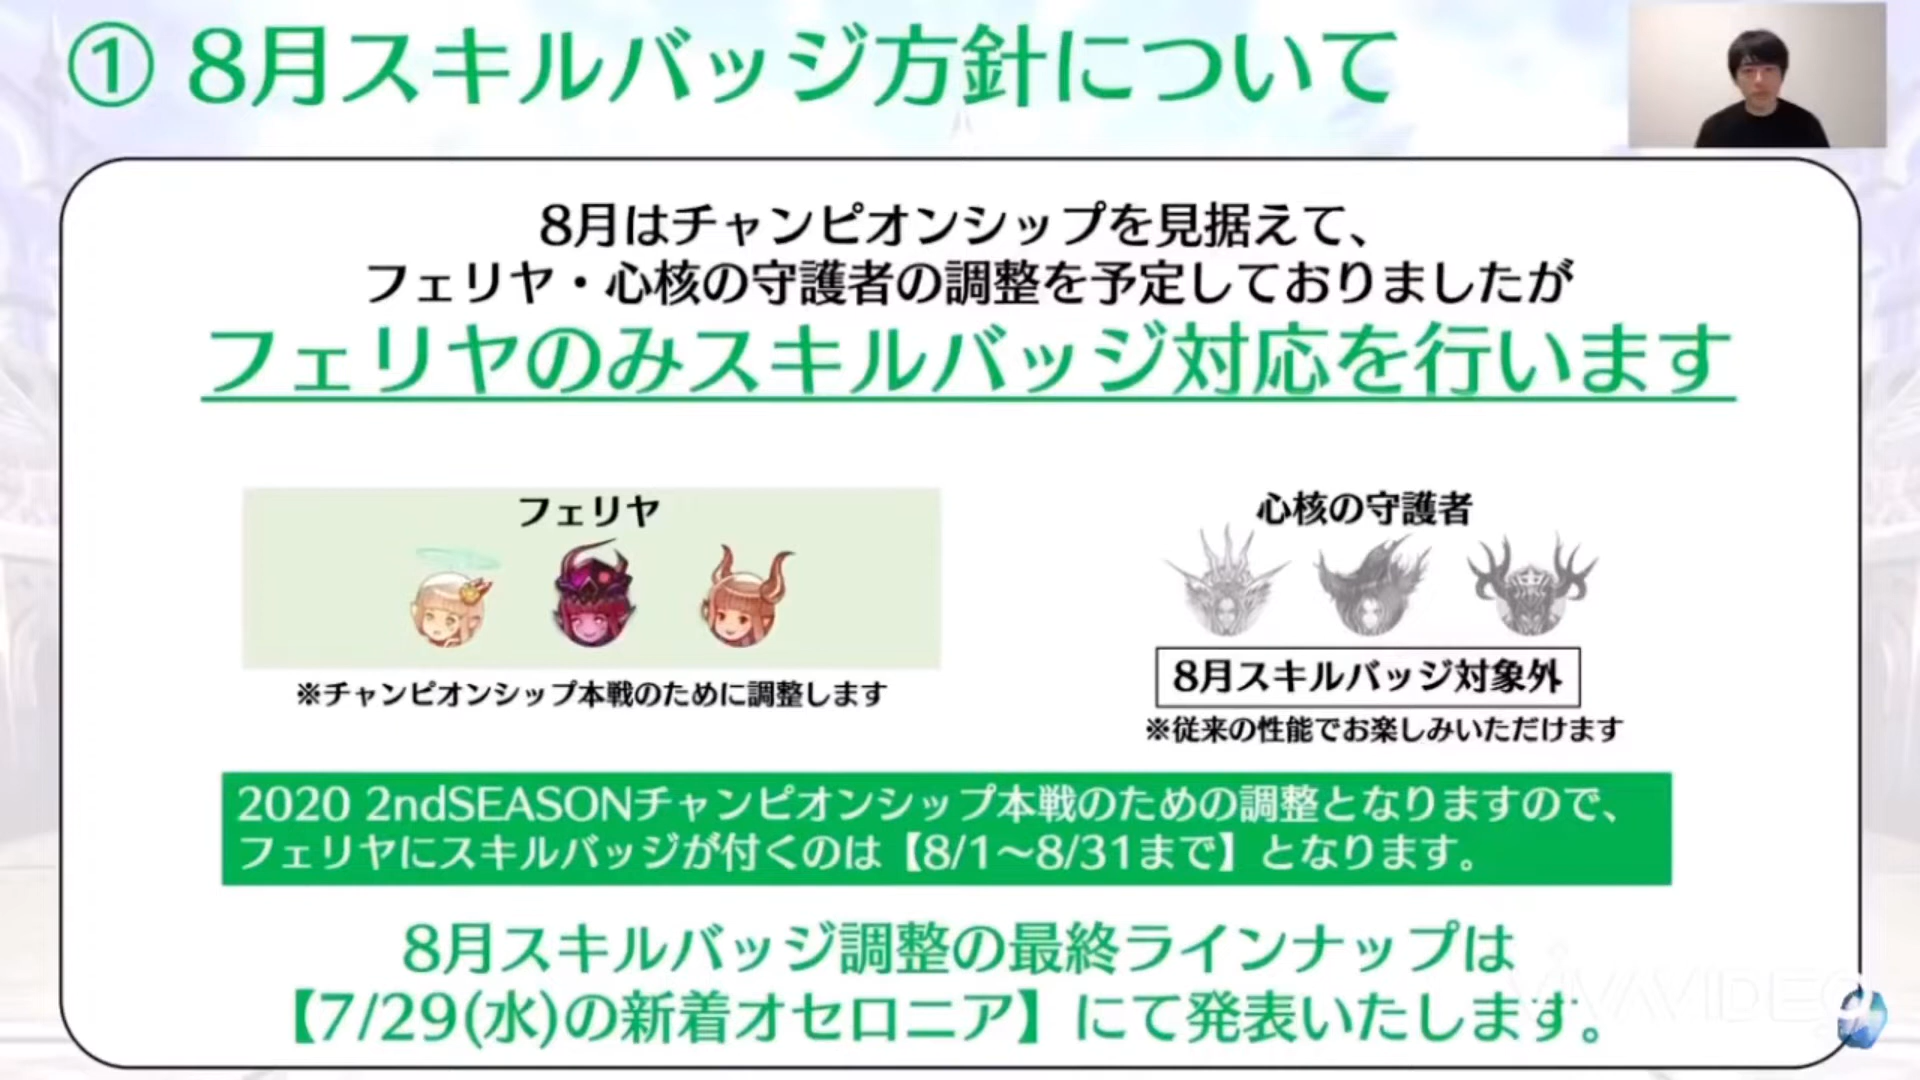 ① 8月スキルバッジ方針について
8月はチャンピオンシップを見据えて、
フェリヤ・心核の守護者の調整を予定しておりましたが
フェリヤのみスキルバッジ対応を行います
フェリヤ
※チャンピオンシップ本戦のために調整します
心核の守護者
8月スキルバッジ対象外
※従来の性能でお楽しみいただけます
2020 2ndSEASONチャンピオンシップ本戦のための調整となりますので、
フェリヤにスキルバッジが付くのは【8/1〜8/31まで】となります。
8月スキルバッジ調整の最終ラインナップは
【7/29(水)の新着オセロニア】にて発表いたします。
VIVAVIDEO